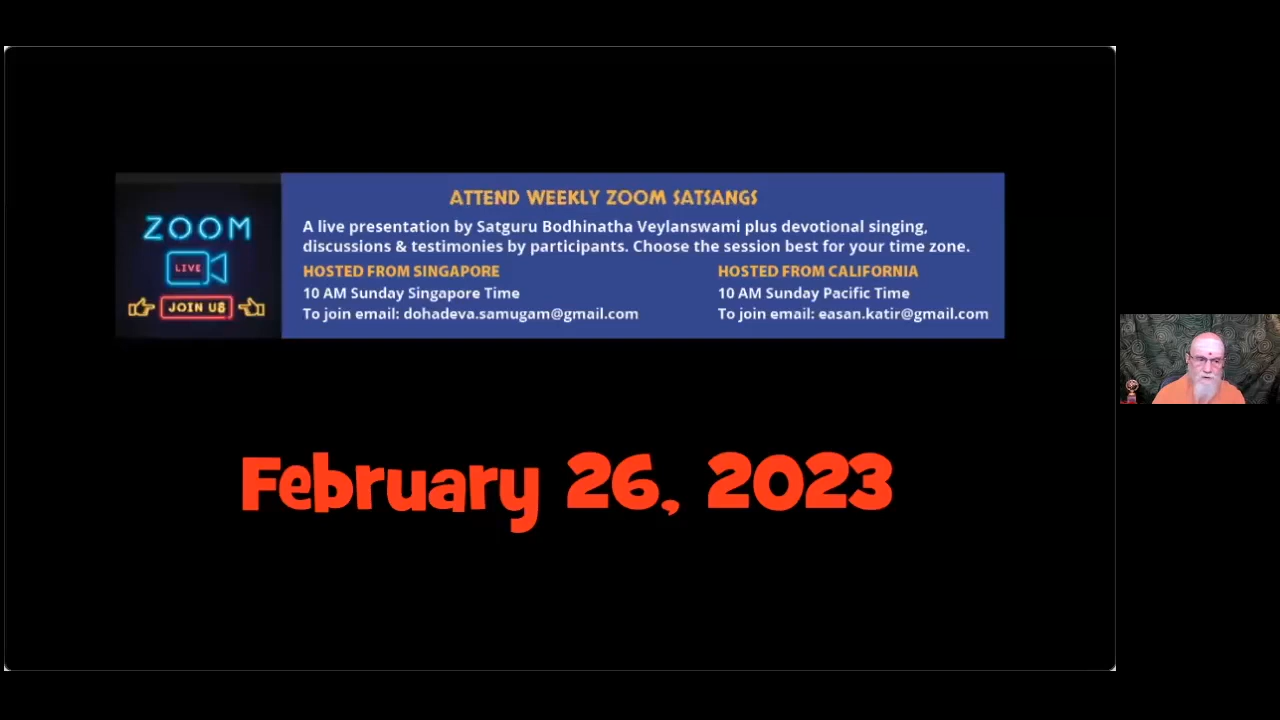 ZOOM
LIVE
JOIN US
ATTEND WEEKLY ZOOM SATSANGS
A live presentation by Satguru Bodhinatha Veylanswami plus devotional singing,
discussions & testimonies by participants. Choose the session best for your time zone.
HOSTED FROM SINGAPORE
10 AM Sunday Singapore Time
To join email: dohadeva.samugam@gmail.com
HOSTED FROM CALIFORNIA
10 AM Sunday Pacific Time
To join email: easan.katir@gmail.com
February 26, 2023